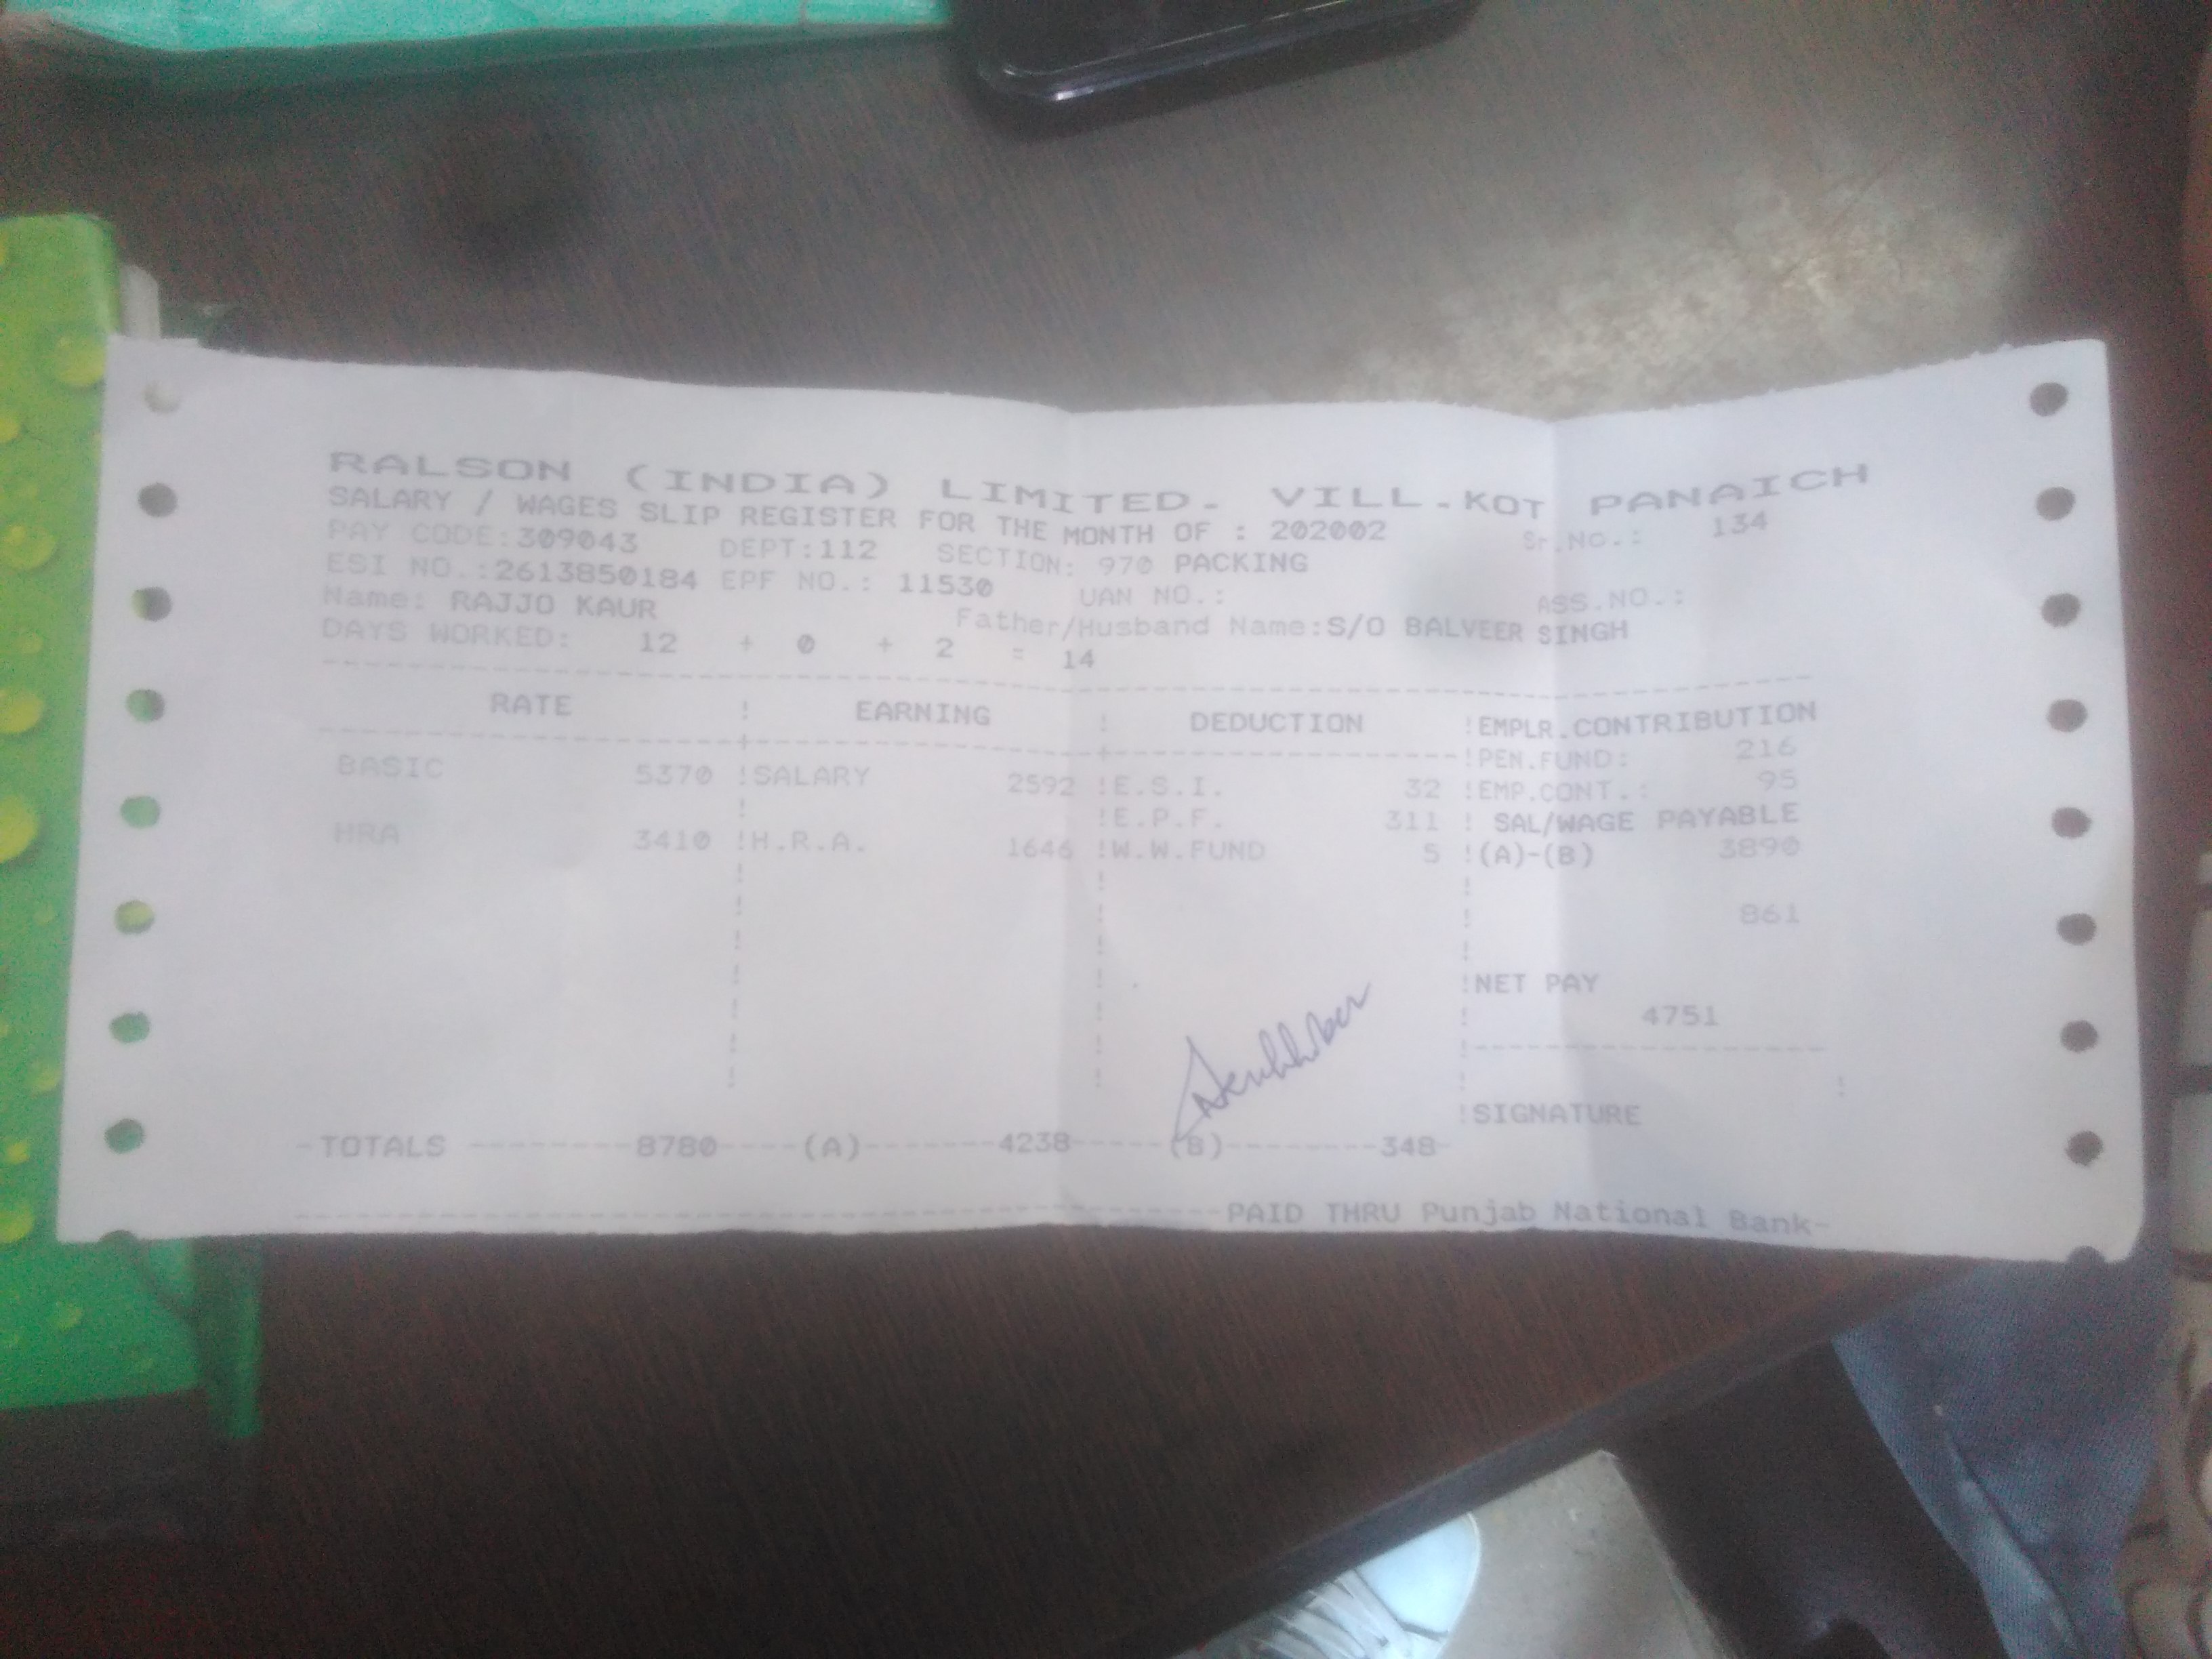 RALSON (INDIA) LIMITED. VILL.KOT PANAICH
SALARY / WAGES SLIP REGISTER FOR THE MONTH OF : 202002 Sr.No.: 134
PAY CODE:309043 DEPT:112 SECTION: 970 PACKING
ESI NO.:2613850184 EPF NO.: 11530 UAN NO.: ASS.NO.:
Name: RAJJO KAUR Father/Husband Name:S/O BALVEER SINGH
DAYS WORKED: 12 + 0 + 2 = 14
RATE ! EARNING ! DEDUCTION !EMPLR.CONTRIBUTION
!PEN.FUND: 216
BASIC 5370 !SALARY 2592 !E.S.I. 32 !EMP.CONT.: 95
! !E.P.F. 311 ! SAL/WAGE PAYABLE
HRA 3410 !H.R.A. 1646 !W.W.FUND 5 !(A)-(B) 3890
861
!NET PAY
4751
!SIGNATURE
-TOTALS --------8780----(A)-------4238-----(B)--------348-
PAID THRU Punjab National Bank-